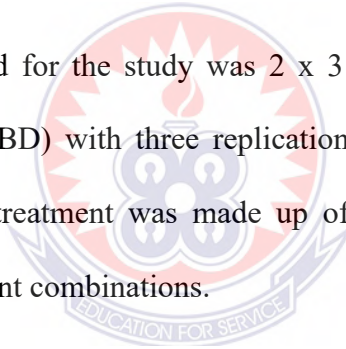 d for the study was 2 x 3
BD) with three replication
treatment was made up of
nt combinations.
EDUCATION FOR SERVICE